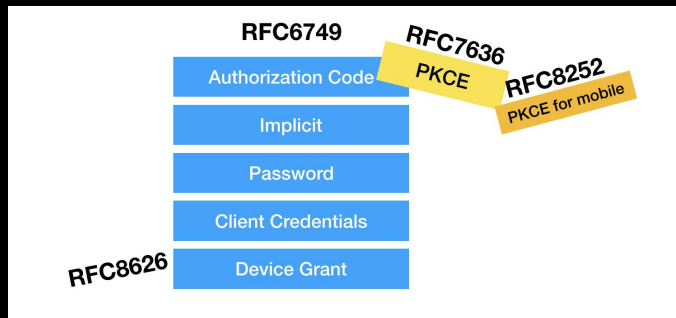 RFC6749
RFC7636
RFC8252
Authorization Code
PKCE
PKCE for mobile
Implicit
Password
Client Credentials
RFC8626
Device Grant